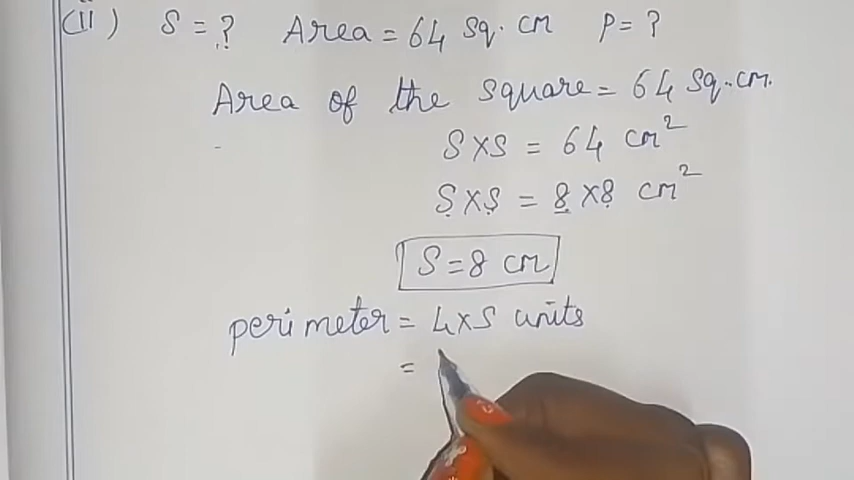 (ii) S = ? Area = 64 sq. cm P = ?
Area of the square = 64 sq. cm.
S x S = 64 cm²
S x S = 8 x 8 cm²
S = 8 cm
perimeter = 4 x S units
=